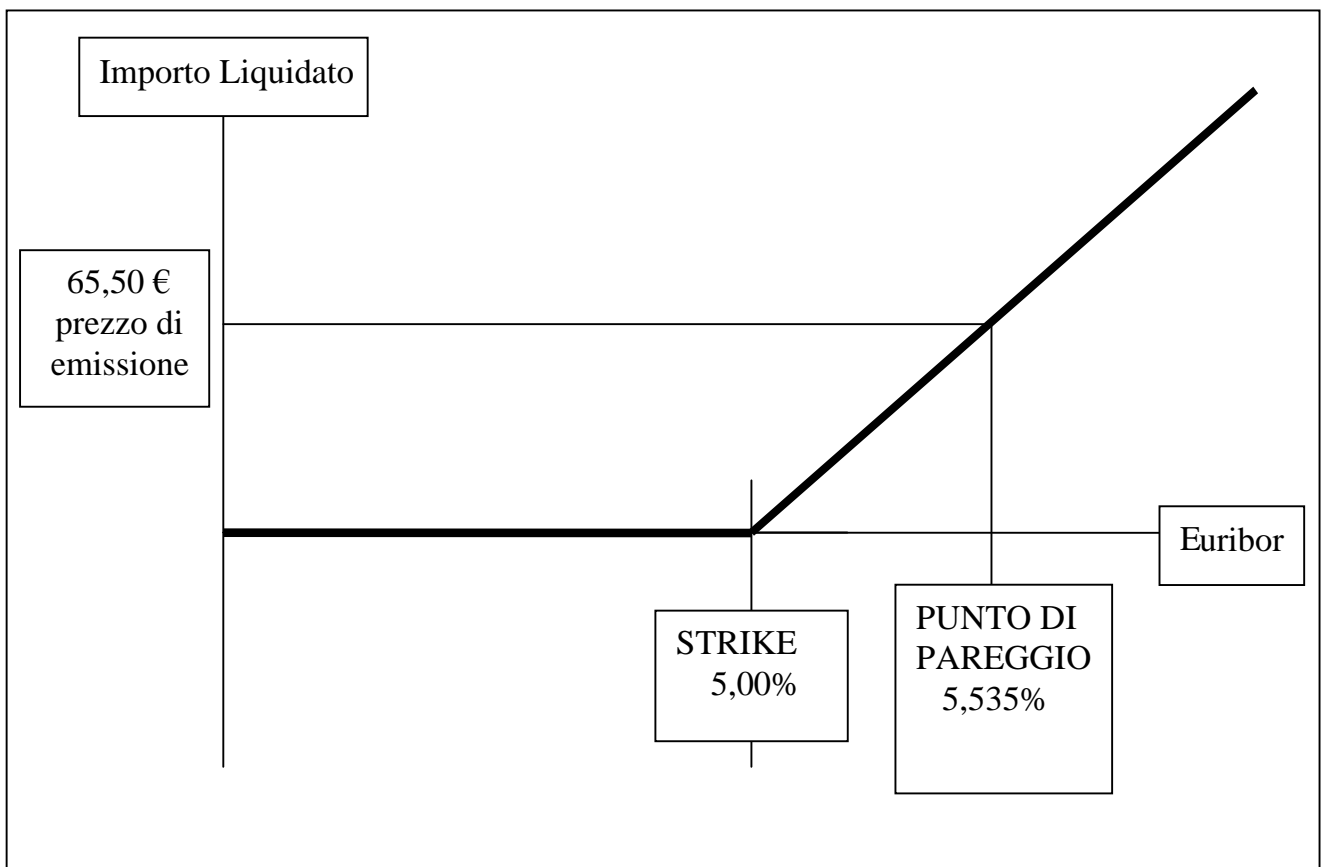 Importo Liquidato
65,50 €
prezzo di
emissione
Euribor
STRIKE
5,00%
PUNTO DI
PAREGGIO
5,535%